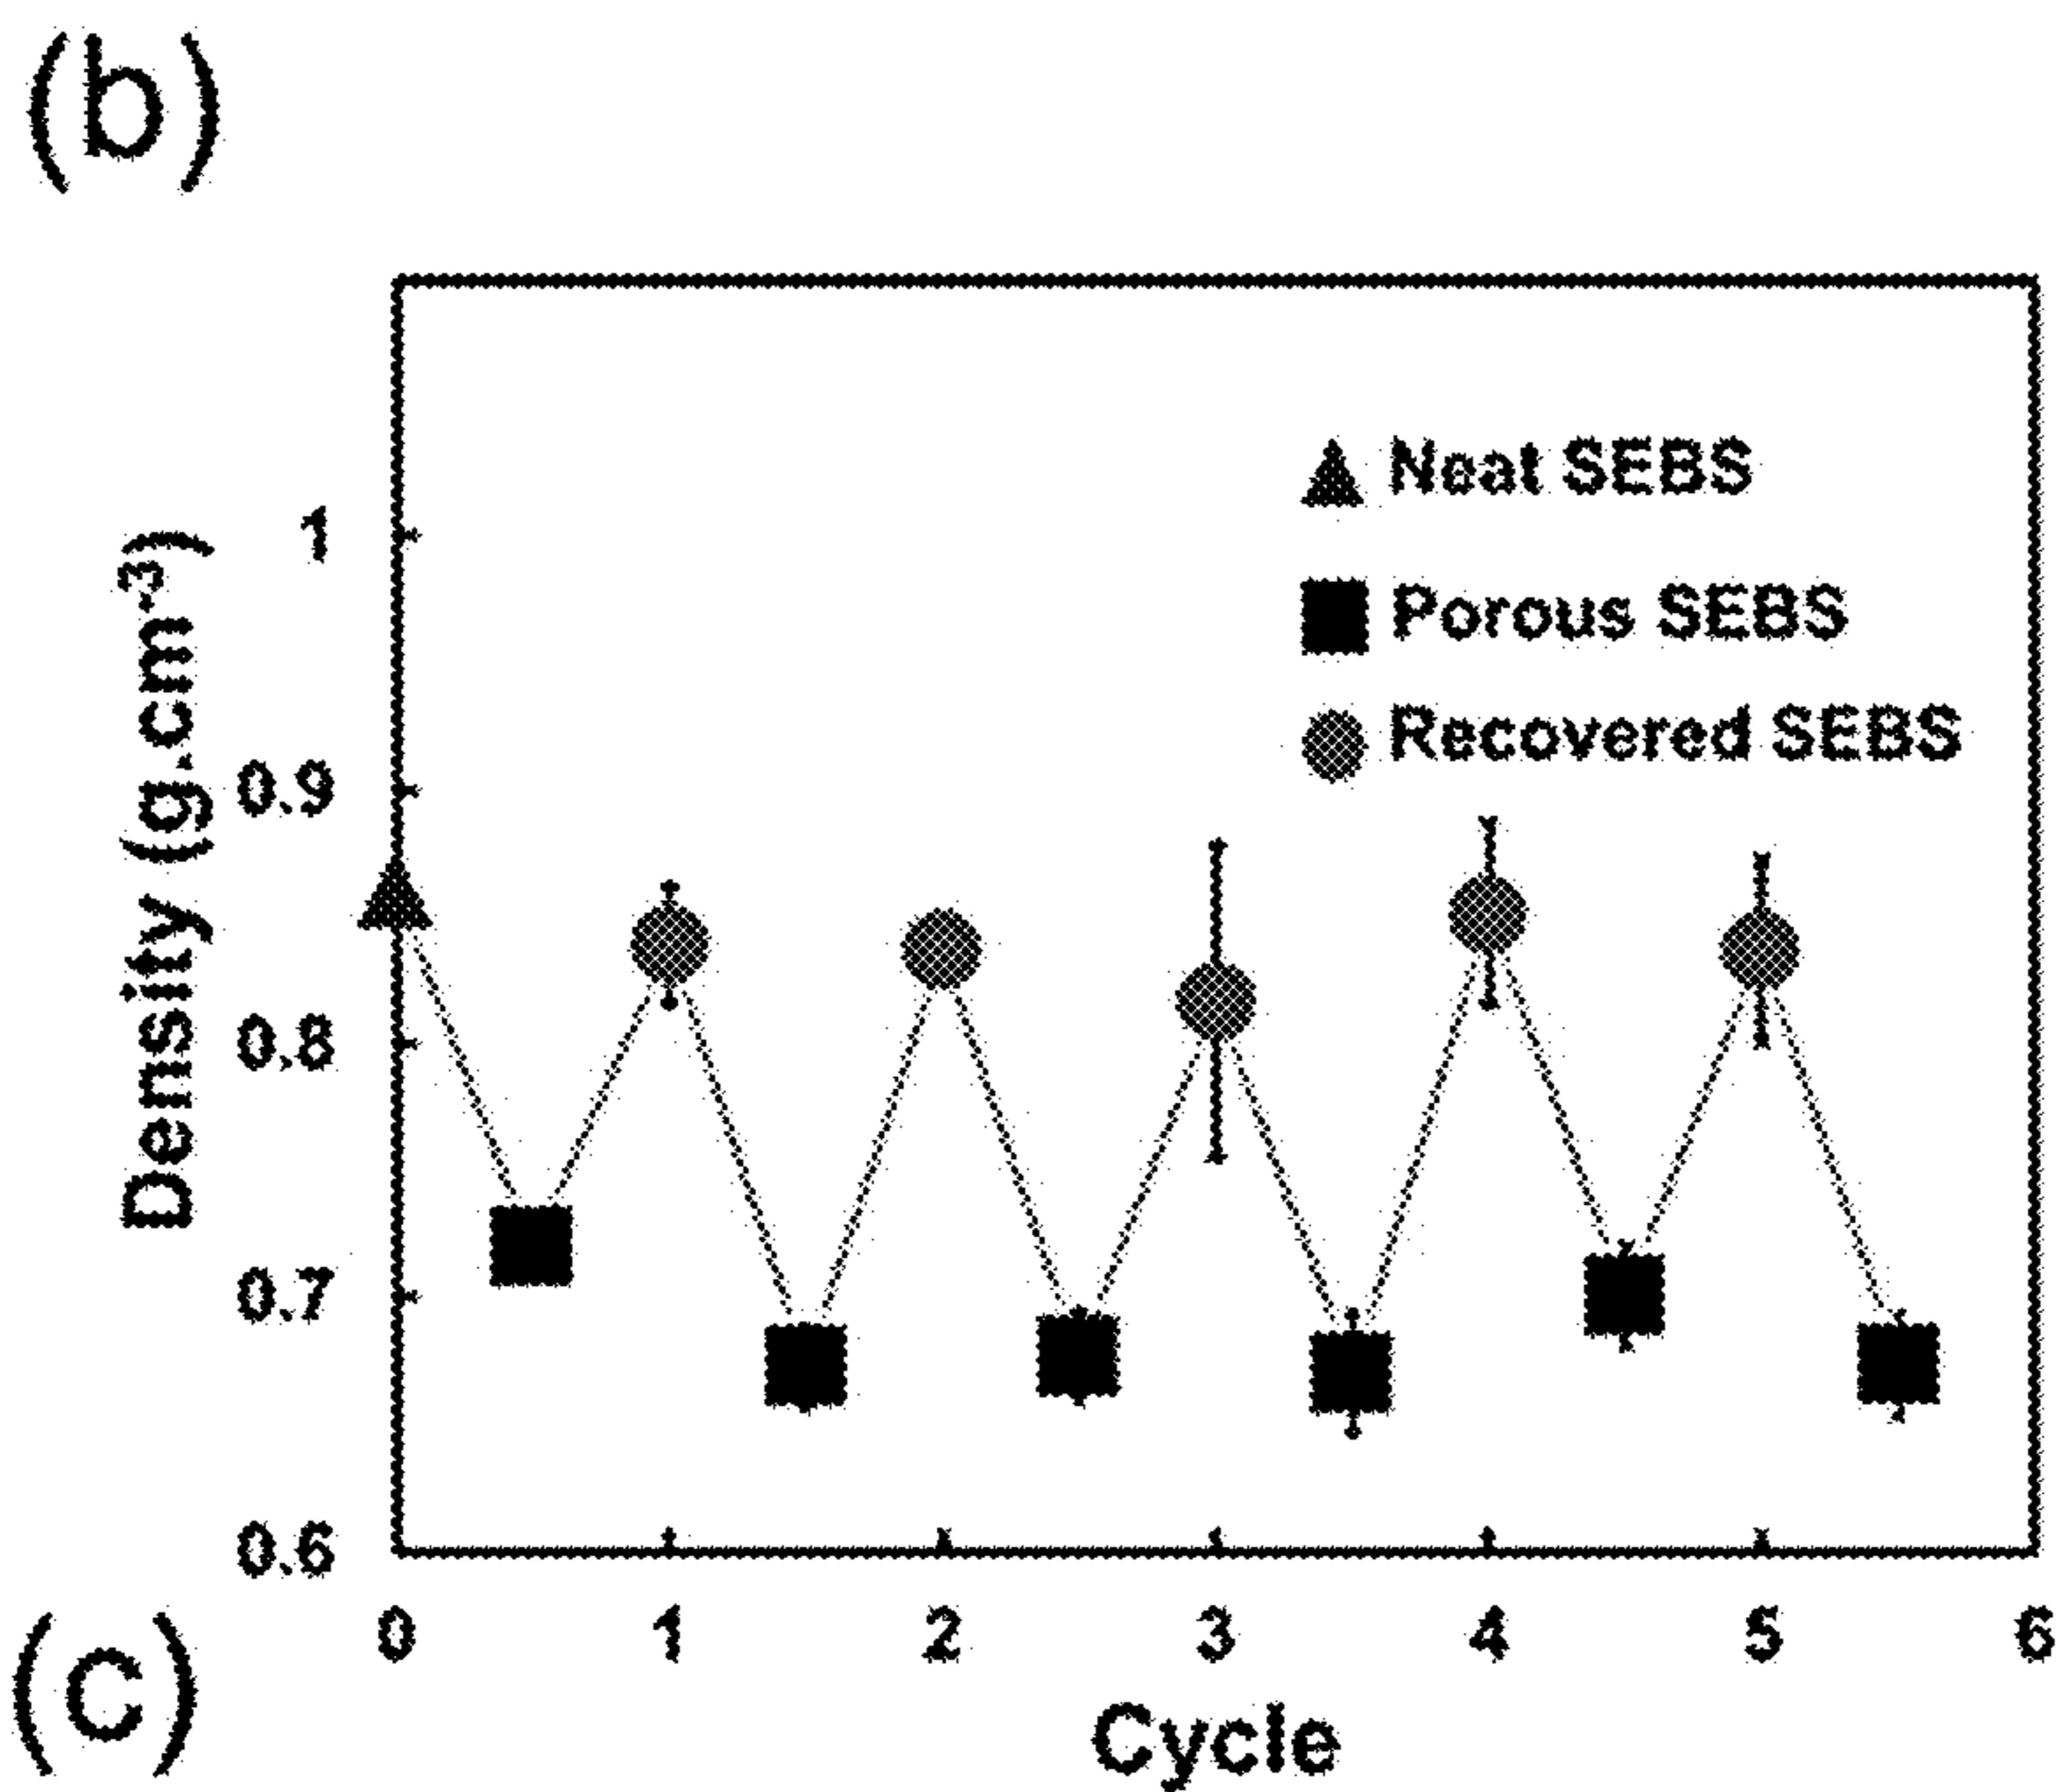 (b)
Neat SEBS
Porous SEBS
Recovered SEBS
Density (g.cm-3)
1
0.9
0.8
0.7
0.6
0 1 2 3 4 5 6
Cycle
(c)